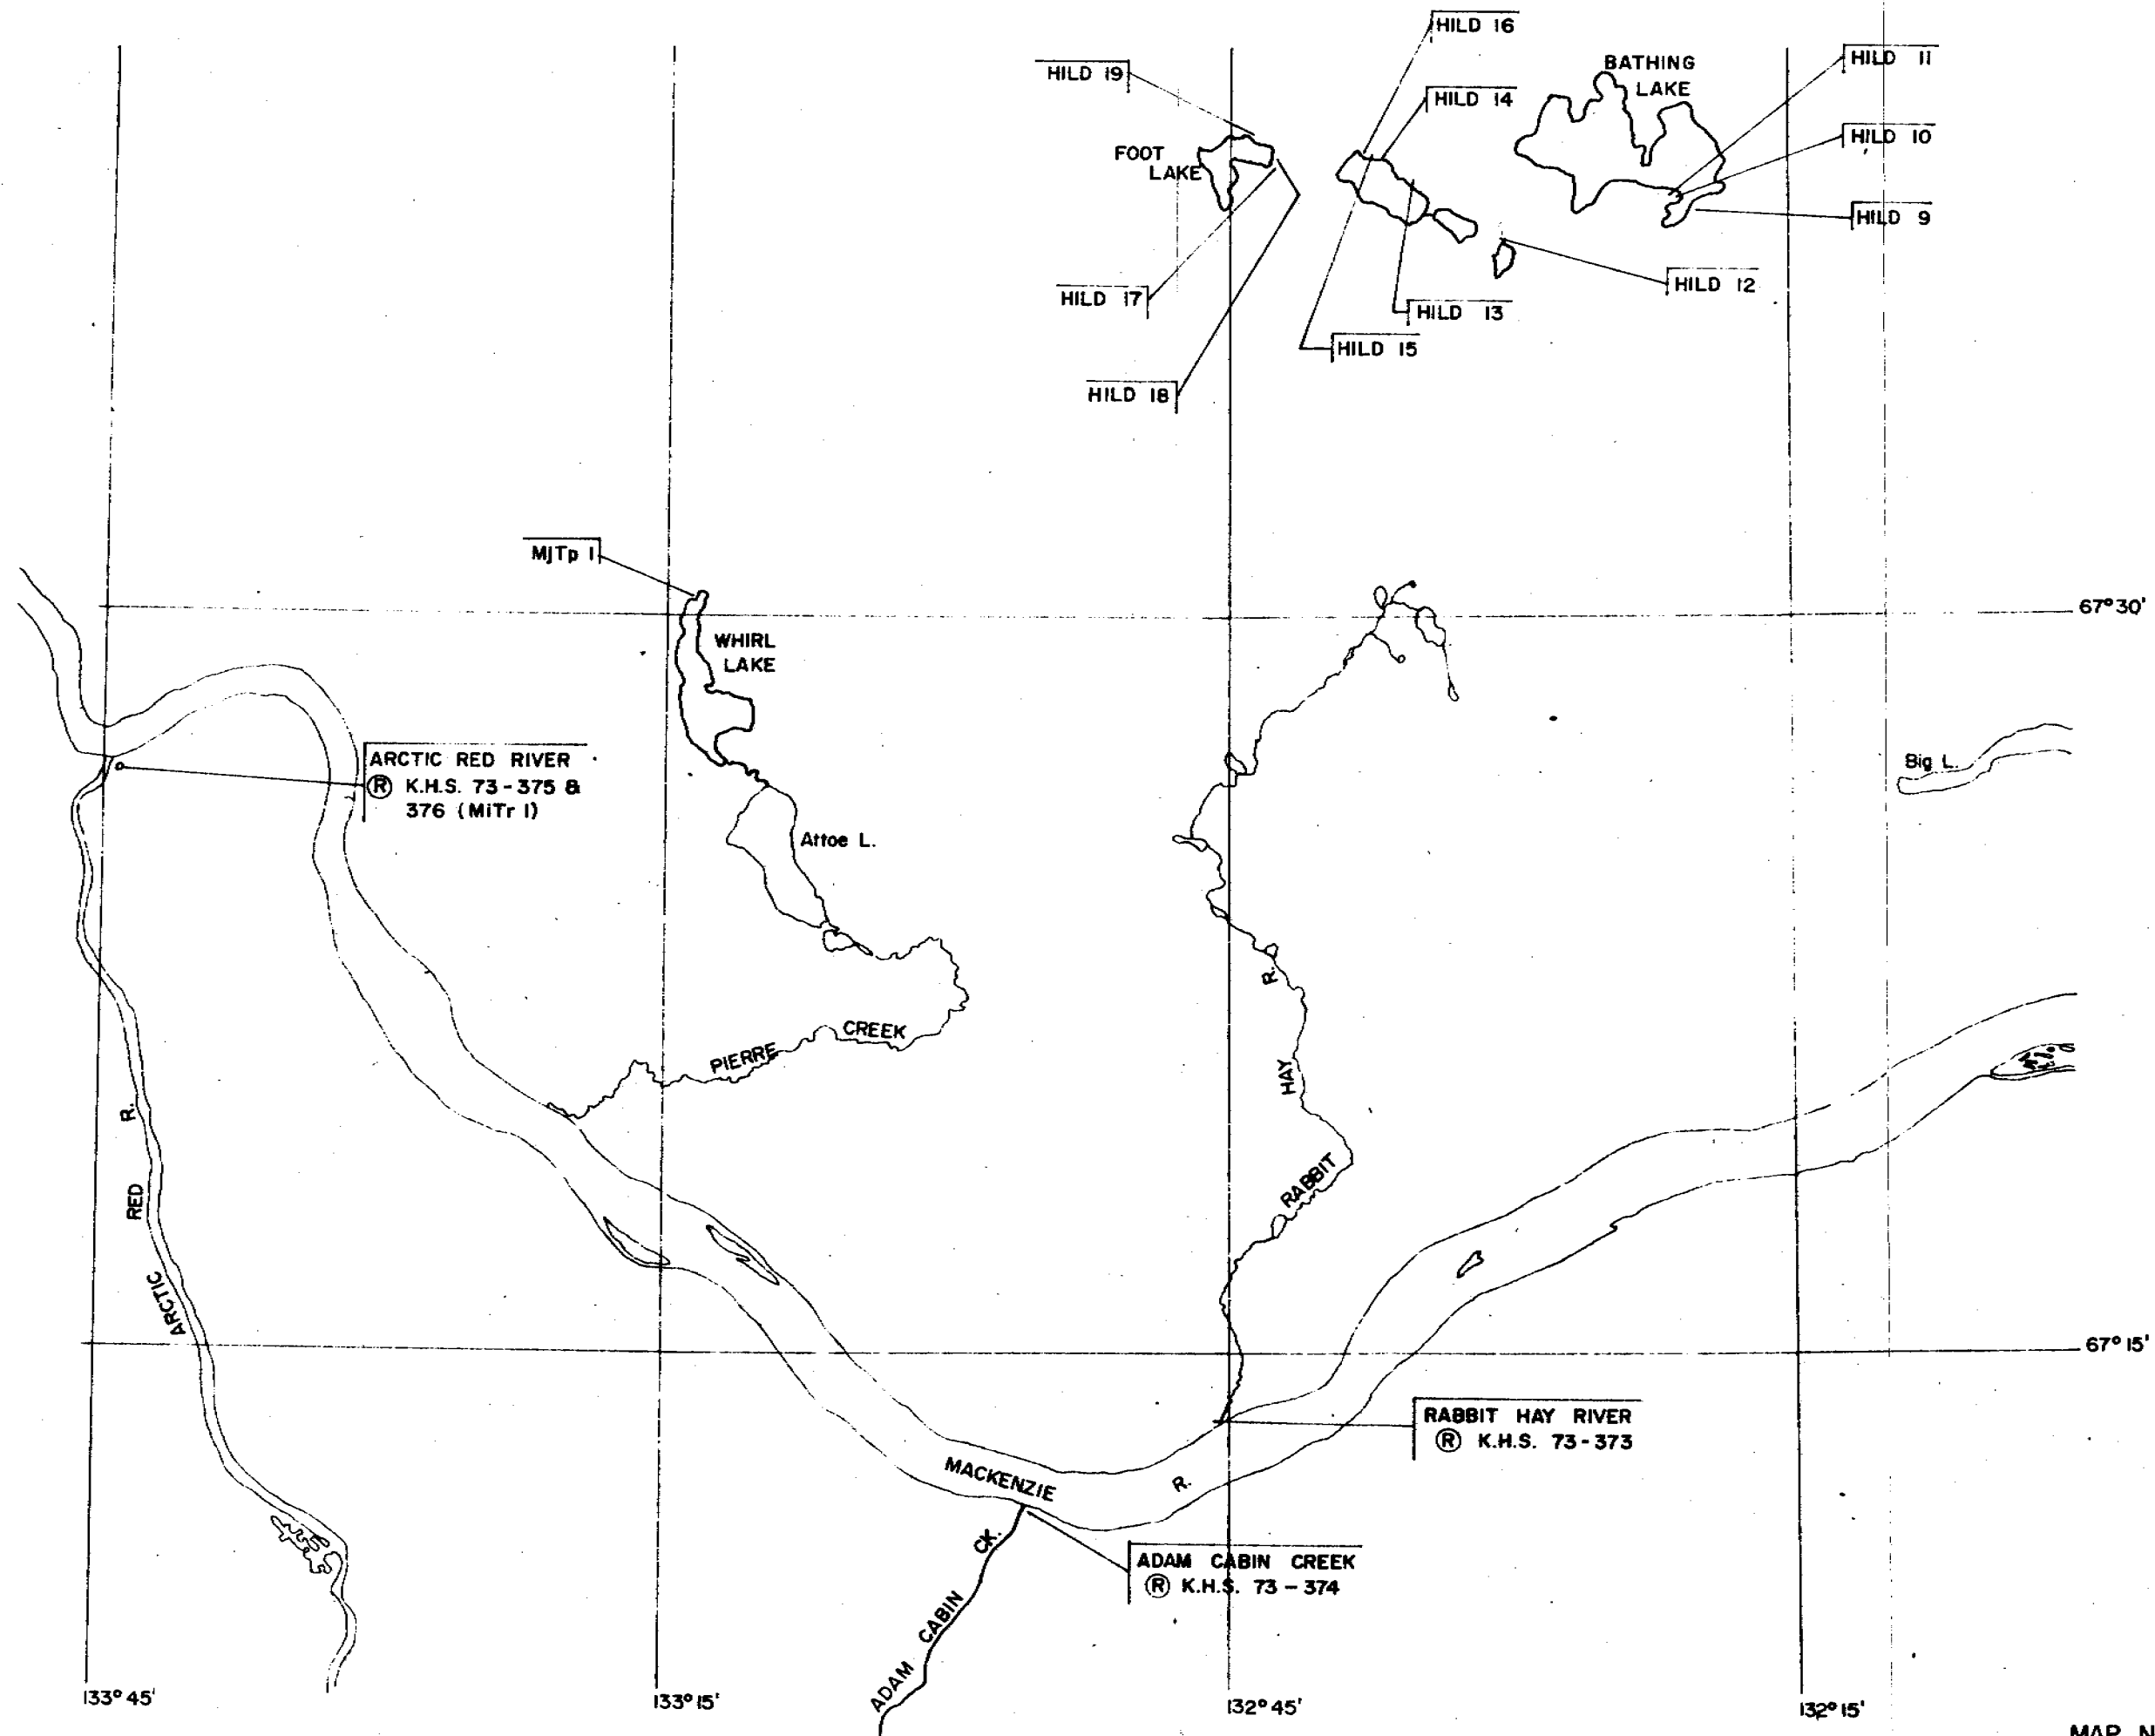 HILD 16
HILD 19
BATHING
LAKE
HILD 11
HILD 14
HILD 10
FOOT
LAKE
HILD 9
HILD 17
HILD 12
HILD 13
HILD 15
HILD 18
MJTp 1
67°30'
WHIRL
LAKE
ARCTIC RED RIVER
Ⓡ K.H.S. 73-375 &
376 (MiTr 1)
Big L.
Attoe L.
PIERRE CREEK
RABBIT HAY R.
ARCTIC RED R.
67°15'
RABBIT HAY RIVER
Ⓡ K.H.S. 73-373
MACKENZIE R.
ADAM CABIN CREEK
Ⓡ K.H.S. 73-374
ADAM CABIN CK.
133°45'
133°15'
132°45'
132°15'
MAP N